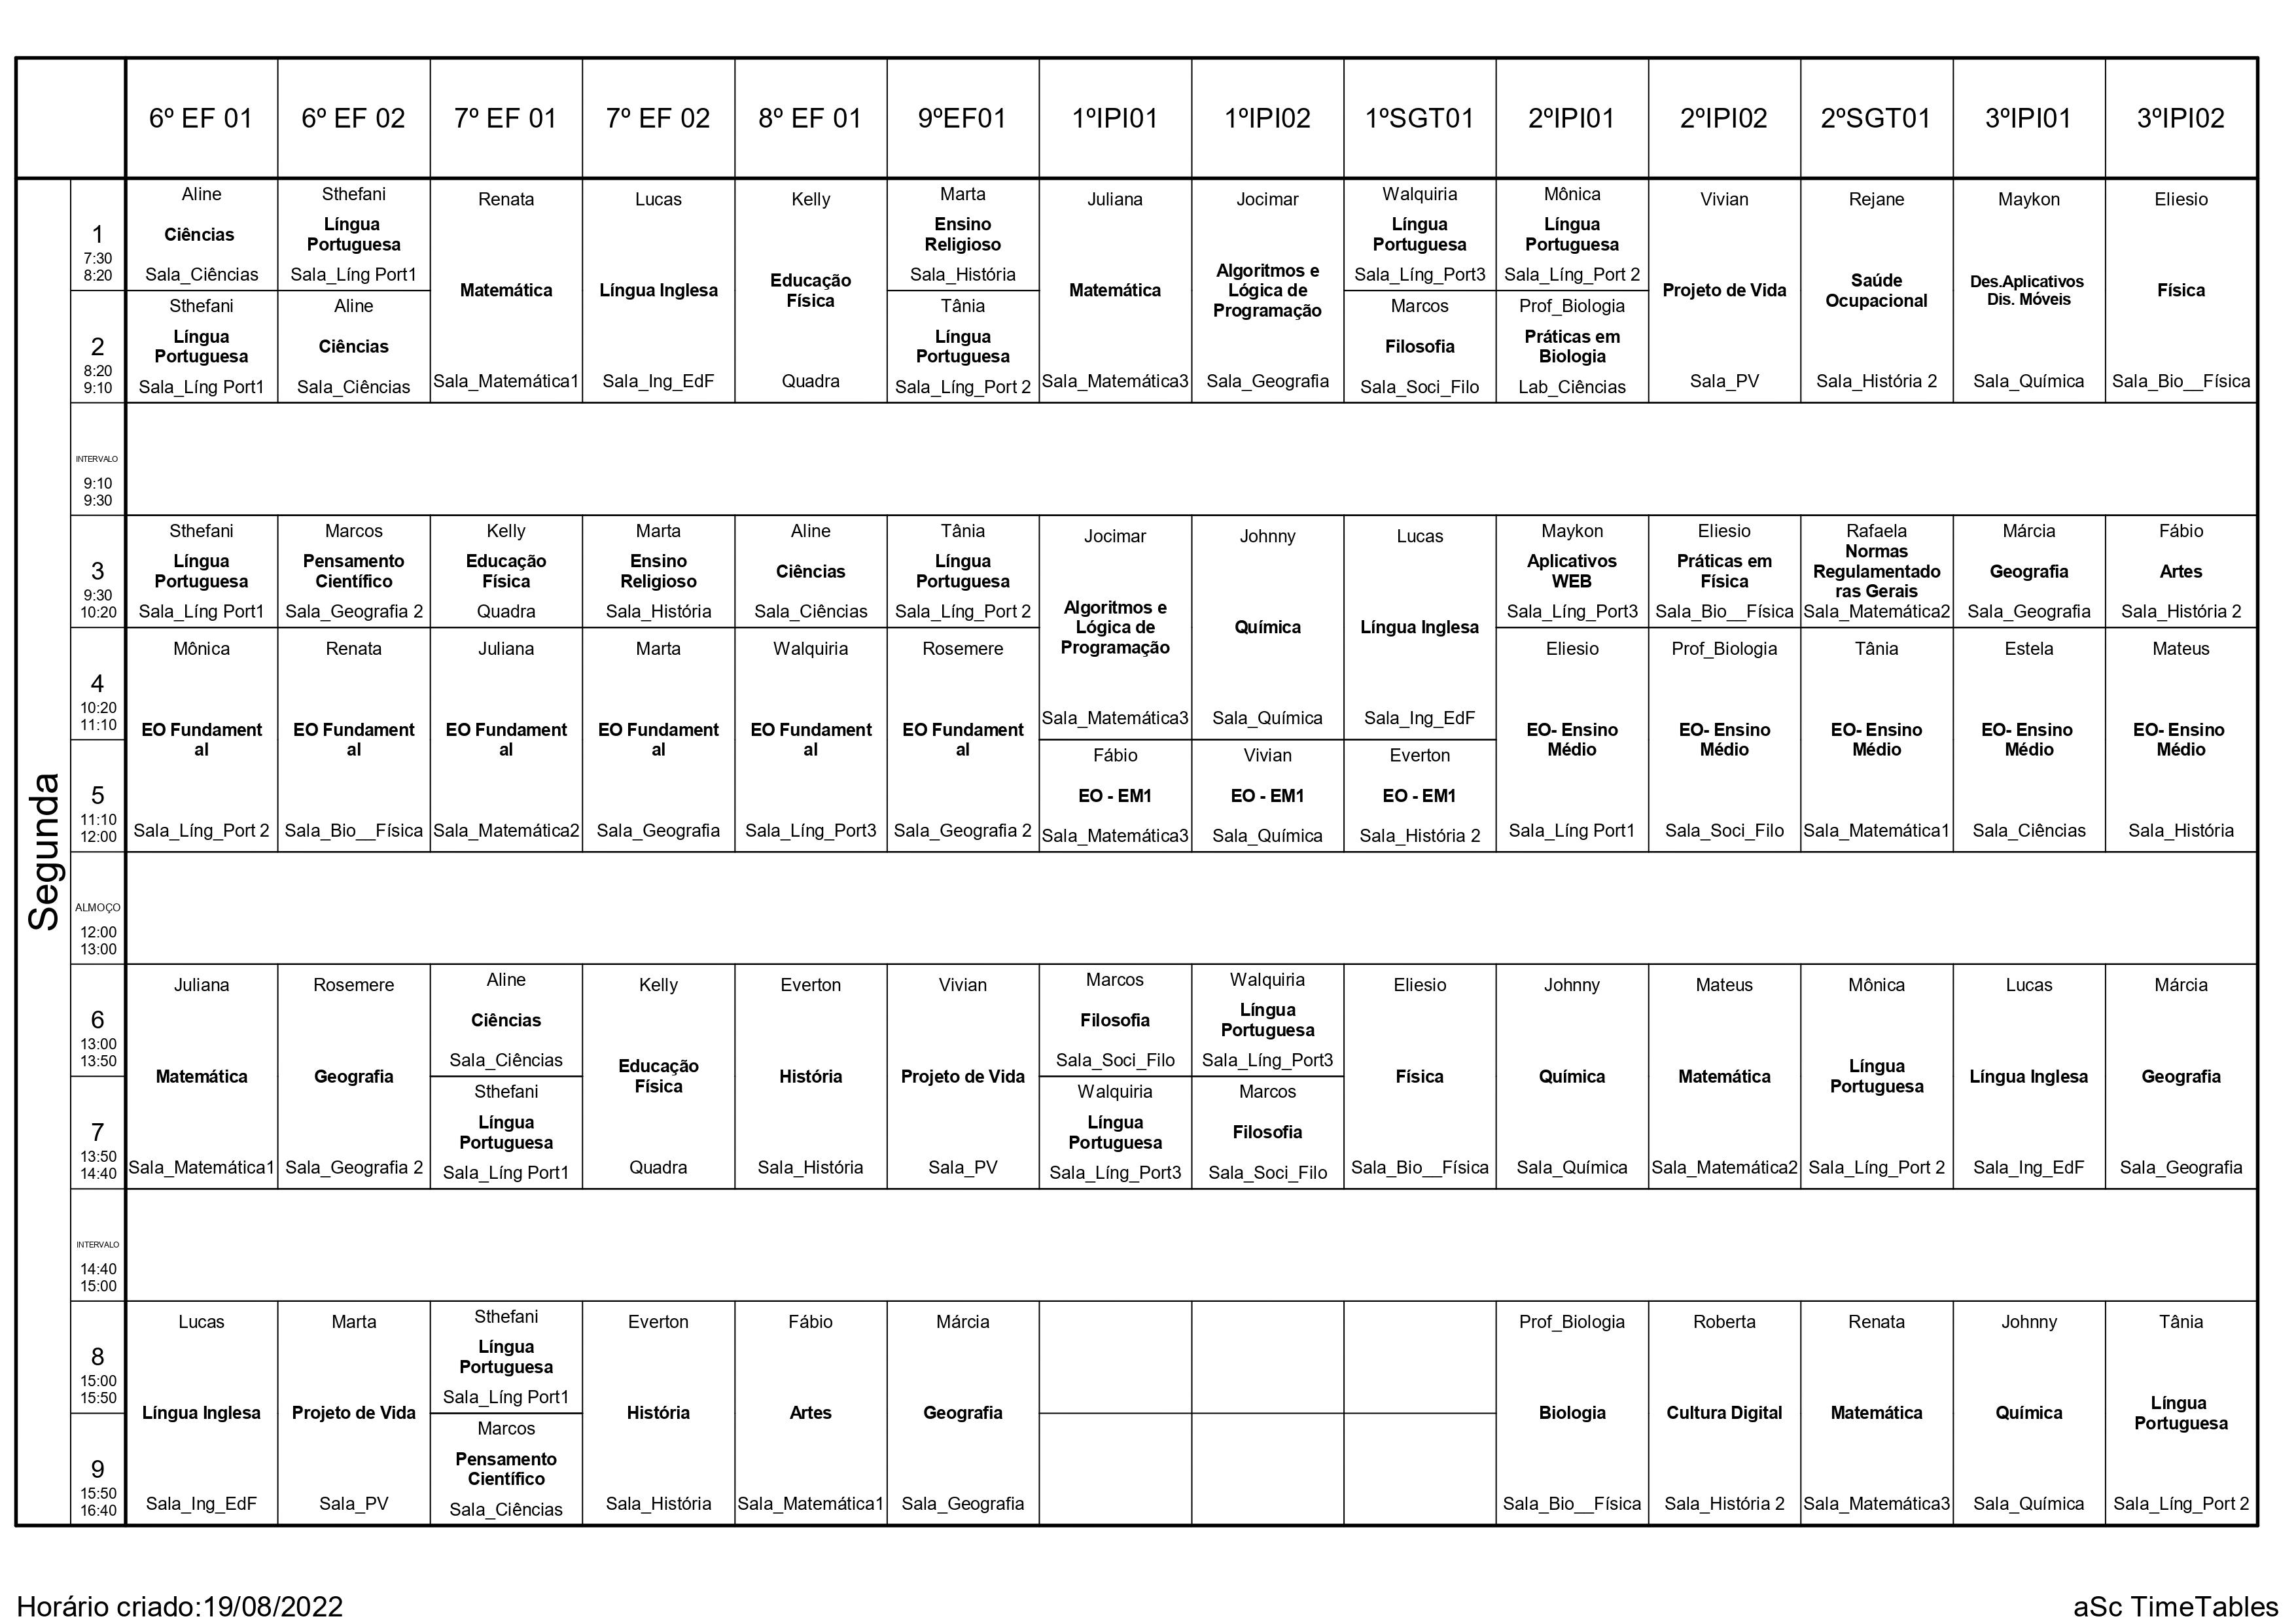 6º EF 01 6º EF 02 7º EF 01 7º EF 02 8º EF 01 9ºEF01 1ºIPI01 1ºIPI02 1ºSGT01 2ºIPI01 2ºIPI02 2ºSGT01 3ºIPI01 3ºIPI02
Segunda
1
7:30
8:20
Aline
Ciências
Sala_Ciências
Sthefani
Língua
Portuguesa
Sala_Líng Port1
Renata
Matemática
Sala_Matemática1
Lucas
Língua Inglesa
Sala_Ing_EdF
Kelly
Educação
Física
Quadra
Marta
Ensino
Religioso
Sala_História
Juliana
Matemática
Sala_Matemática3
Jocimar
Algoritmos e
Lógica de
Programação
Sala_Geografia
Walquiria
Língua
Portuguesa
Sala_Líng_Port3
Mônica
Língua
Portuguesa
Sala_Líng_Port 2
Vivian
Projeto de Vida
Sala_PV
Rejane
Saúde
Ocupacional
Sala_História 2
Maykon
Des.Aplicativos
Dis. Móveis
Sala_Química
Eliesio
Física
Sala_Bio__Física
2
8:20
9:10
Sthefani
Língua
Portuguesa
Sala_Líng Port1
Aline
Ciências
Sala_Ciências
Tânia
Língua
Portuguesa
Sala_Líng_Port 2
Marcos
Filosofia
Sala_Soci_Filo
Prof_Biologia
Práticas em
Biologia
Lab_Ciências
INTERVALO
9:10
9:30
3
9:30
10:20
Sthefani
Língua
Portuguesa
Sala_Líng Port1
Marcos
Pensamento
Científico
Sala_Geografia 2
Kelly
Educação
Física
Quadra
Marta
Ensino
Religioso
Sala_História
Aline
Ciências
Sala_Ciências
Tânia
Língua
Portuguesa
Sala_Líng_Port 2
Jocimar
Algoritmos e
Lógica de
Programação
Sala_Matemática3
Johnny
Química
Sala_Química
Lucas
Língua Inglesa
Sala_Ing_EdF
Maykon
Aplicativos
WEB
Sala_Líng_Port3
Eliesio
Práticas em
Física
Sala_Bio__Física
Rafaela
Normas
Regulamentado
ras Gerais
Sala_Matemática2
Márcia
Geografia
Sala_Geografia
Fábio
Artes
Sala_História 2
4
10:20
11:10
Mônica
EO Fundament
al
Sala_Líng_Port 2
Renata
EO Fundament
al
Sala_Bio__Física
Juliana
EO Fundament
al
Sala_Matemática2
Marta
EO Fundament
al
Sala_Geografia
Walquiria
EO Fundament
al
Sala_Líng_Port3
Rosemere
EO Fundament
al
Sala_Geografia 2
Eliesio
EO- Ensino
Médio
Sala_Líng Port1
Prof_Biologia
EO- Ensino
Médio
Sala_Soci_Filo
Tânia
EO- Ensino
Médio
Sala_Matemática1
Estela
EO- Ensino
Médio
Sala_Ciências
Mateus
EO- Ensino
Médio
Sala_História
5
11:10
12:00
Fábio
EO - EM1
Sala_Matemática3
Vivian
EO - EM1
Sala_Química
Everton
EO - EM1
Sala_História 2
ALMOÇO
12:00
13:00
6
13:00
13:50
Juliana
Matemática
Sala_Matemática1
Rosemere
Geografia
Sala_Geografia 2
Aline
Ciências
Sala_Ciências
Kelly
Educação
Física
Quadra
Everton
História
Sala_História
Vivian
Projeto de Vida
Sala_PV
Marcos
Filosofia
Sala_Soci_Filo
Walquiria
Língua
Portuguesa
Sala_Líng_Port3
Eliesio
Física
Sala_Bio__Física
Johnny
Química
Sala_Química
Mateus
Matemática
Sala_Matemática2
Mônica
Língua
Portuguesa
Sala_Líng_Port 2
Lucas
Língua Inglesa
Sala_Ing_EdF
Márcia
Geografia
Sala_Geografia
7
13:50
14:40
Sthefani
Língua
Portuguesa
Sala_Líng Port1
Walquiria
Língua
Portuguesa
Sala_Líng_Port3
Marcos
Filosofia
Sala_Soci_Filo
INTERVALO
14:40
15:00
8
15:00
15:50
Lucas
Língua Inglesa
Sala_Ing_EdF
Marta
Projeto de Vida
Sala_PV
Sthefani
Língua
Portuguesa
Sala_Líng Port1
Everton
História
Sala_História
Fábio
Artes
Sala_Matemática1
Márcia
Geografia
Sala_Geografia
Prof_Biologia
Biologia
Sala_Bio__Física
Roberta
Cultura Digital
Sala_História 2
Renata
Matemática
Sala_Matemática3
Johnny
Química
Sala_Química
Tânia
Língua
Portuguesa
Sala_Líng_Port 2
9
15:50
16:40
Marcos
Pensamento
Científico
Sala_Ciências
Horário criado:19/08/2022
aSc TimeTables